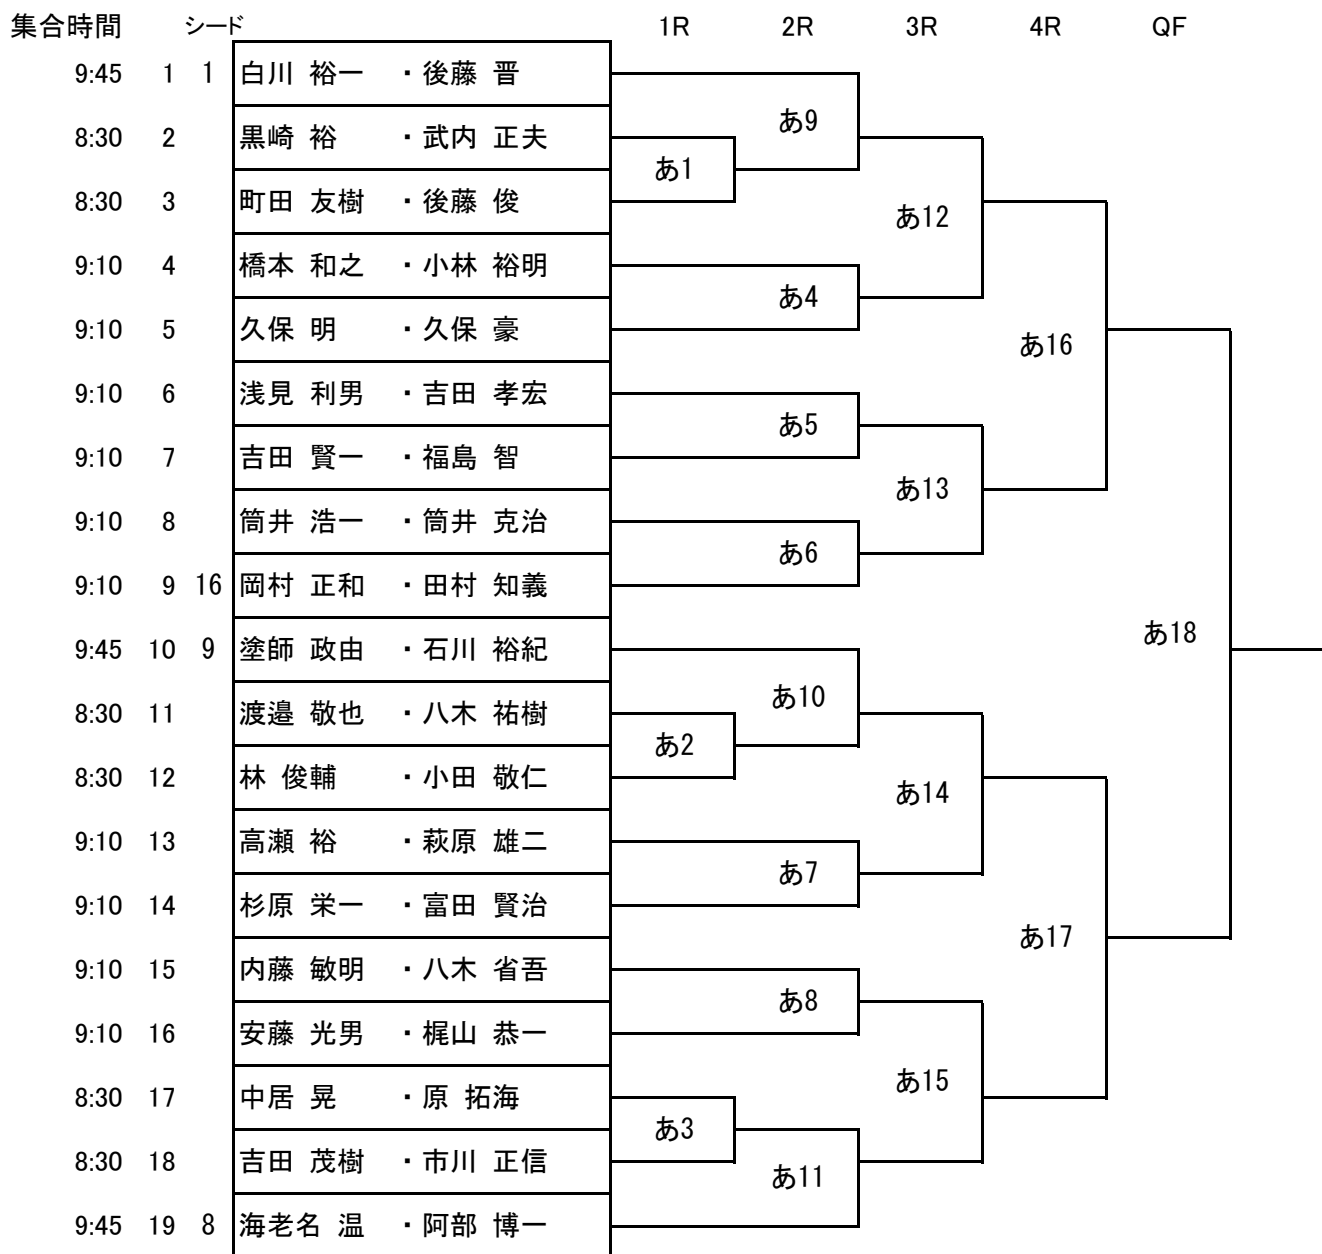 集合時間 シード 1R 2R 3R 4R QF
9:45 1 1 白川 裕一 ・後藤 晋
あ9
8:30 2 黒崎 裕 ・武内 正夫
あ1
8:30 3 町田 友樹 ・後藤 俊
あ12
9:10 4 橋本 和之 ・小林 裕明
あ4
9:10 5 久保 明 ・久保 豪
あ16
9:10 6 浅見 利男 ・吉田 孝宏
あ5
9:10 7 吉田 賢一 ・福島 智
あ13
9:10 8 筒井 浩一 ・筒井 克治
あ6
9:10 9 16 岡村 正和 ・田村 知義
あ18
9:45 10 9 塗師 政由 ・石川 裕紀
あ10
8:30 11 渡邉 敬也 ・八木 祐樹
あ2
8:30 12 林 俊輔 ・小田 敬仁
あ14
9:10 13 高瀬 裕 ・萩原 雄二
あ7
9:10 14 杉原 栄一 ・富田 賢治
あ17
9:10 15 内藤 敏明 ・八木 省吾
あ8
9:10 16 安藤 光男 ・梶山 恭一
あ15
8:30 17 中居 晃 ・原 拓海
あ3
8:30 18 吉田 茂樹 ・市川 正信
あ11
9:45 19 8 海老名 温 ・阿部 博一